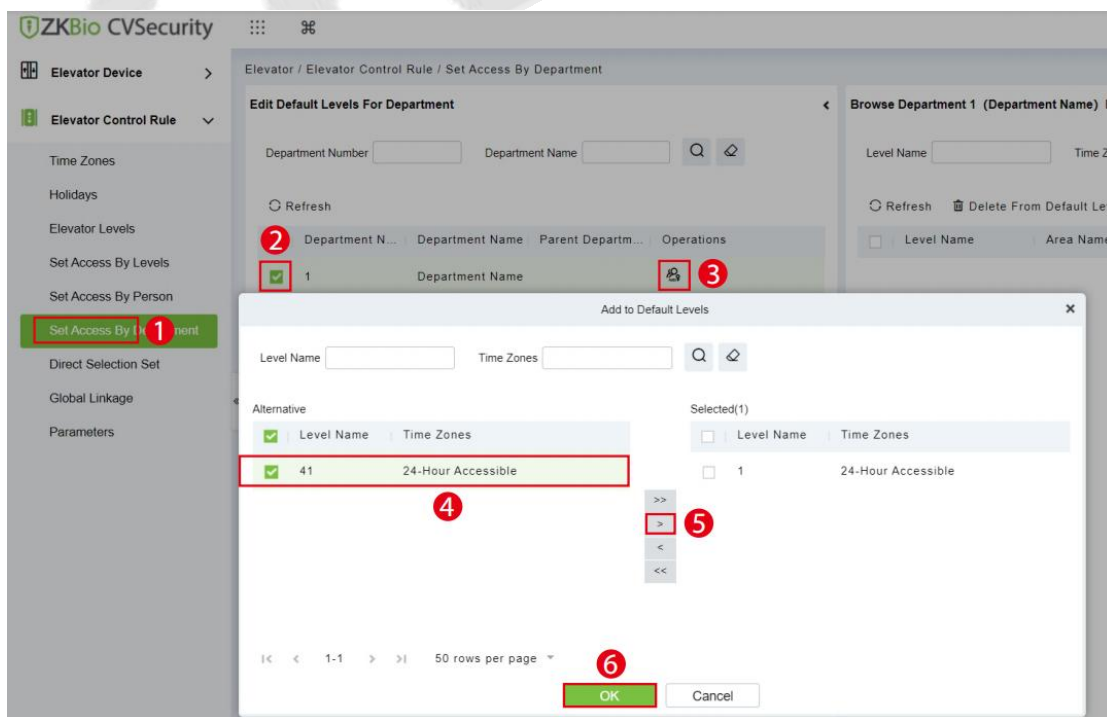 ZKBio CVSecurity
Elevator Device
Elevator Control Rule
Time Zones
Holidays
Elevator Levels
Set Access By Levels
Set Access By Person
Set Access By
1
Direct Selection Set
Global Linkage
Parameters
Elevator / Elevator Control Rule / Set Access By Department
Edit Default Levels For Department
Department Number Department Name
Refresh
2 Department N... Department Name Parent Departm... Operations
1 Department Name 3
Browse Department 1 (Department Name)
Level Name Time
Refresh Delete From Default
Level Name Area Name
Add to Default Levels
Level Name Time Zones
Alternative
Level Name Time Zones
41 24-Hour Accessible
4
Selected(1)
Level Name Time Zones
1 24-Hour Accessible
>>
> 5
<
<<
|< < 1-1 > >| 50 rows per page
6
OK Cancel